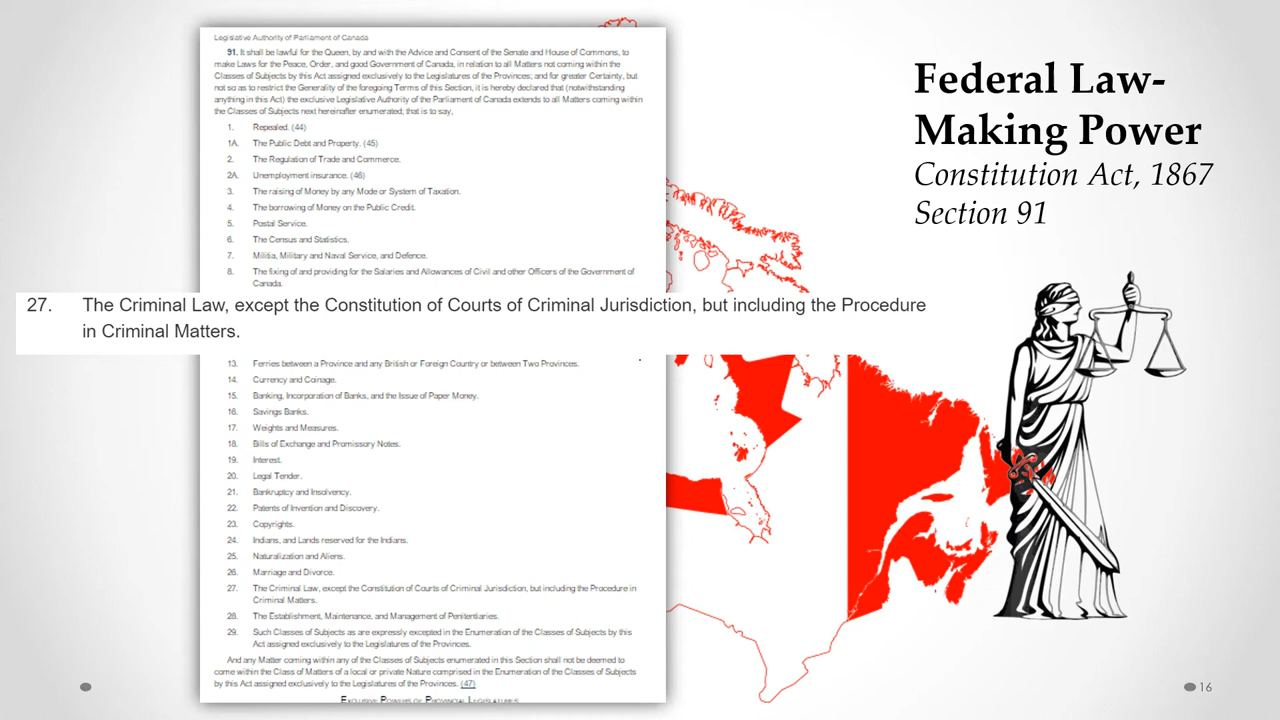 Legislative Authority of Parliament of Canada
91. It shall be lawful for the Queen, by and with the Advice and Consent of the Senate and House of Commons, to
make Laws for the Peace, Order, and good Government of Canada, in relation to all Matters not coming within the
Classes of Subjects by this Act assigned exclusively to the Legislatures of the Provinces; and for greater Certainty, but
not so as to restrict the Generality of the foregoing Terms of this Section, it is hereby declared that (notwithstanding
anything in this Act) the exclusive Legislative Authority of the Parliament of Canada extends to all Matters coming within
the Classes of Subjects next hereinafter enumerated; that is to say,
1. Repealed. (44)
1A. The Public Debt and Property. (45)
2. The Regulation of Trade and Commerce.
2A. Unemployment insurance. (46)
3. The raising of Money by any Mode or System of Taxation.
4. The borrowing of Money on the Public Credit.
5. Postal Service.
6. The Census and Statistics.
7. Militia, Military and Naval Service, and Defence.
8. The fixing of and providing for the Salaries and Allowances of Civil and other Officers of the Government of
Canada.
27. The Criminal Law, except the Constitution of Courts of Criminal Jurisdiction, but including the Procedure
in Criminal Matters.
13. Ferries between a Province and any British or Foreign Country or between Two Provinces.
14. Currency and Coinage.
15. Banking, Incorporation of Banks, and the Issue of Paper Money.
16. Savings Banks.
17. Weights and Measures.
18. Bills of Exchange and Promissory Notes.
19. Interest.
20. Legal Tender.
21. Bankruptcy and Insolvency.
22. Patents of Invention and Discovery.
23. Copyrights.
24. Indians, and Lands reserved for the Indians.
25. Naturalization and Aliens.
26. Marriage and Divorce.
27. The Criminal Law, except the Constitution of Courts of Criminal Jurisdiction, but including the Procedure in
Criminal Matters.
28. The Establishment, Maintenance, and Management of Penitentiaries.
29. Such Classes of Subjects as are expressly excepted in the Enumeration of the Classes of Subjects by this
Act assigned exclusively to the Legislatures of the Provinces.
And any Matter coming within any of the Classes of Subjects enumerated in this Section shall not be deemed to
come within the Class of Matters of a local or private Nature comprised in the Enumeration of the Classes of Subjects
by this Act assigned exclusively to the Legislatures of the Provinces. (47)
Exclusive Powers of Provincial Legislatures
Federal Law-
Making Power
Constitution Act, 1867
Section 91
16